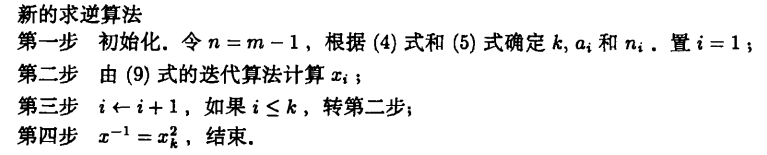 新的求逆算法
第一步 初始化. 令 n = m − 1, 根据 (4) 式和 (5) 式确定 k, a_i 和 n_i. 置 i = 1;
第二步 由 (9) 式的迭代算法计算 x_i;
第三步 i ← i + 1, 如果 i ≤ k, 转第二步;
第四步 x^{-1} = x_k^2, 结束.